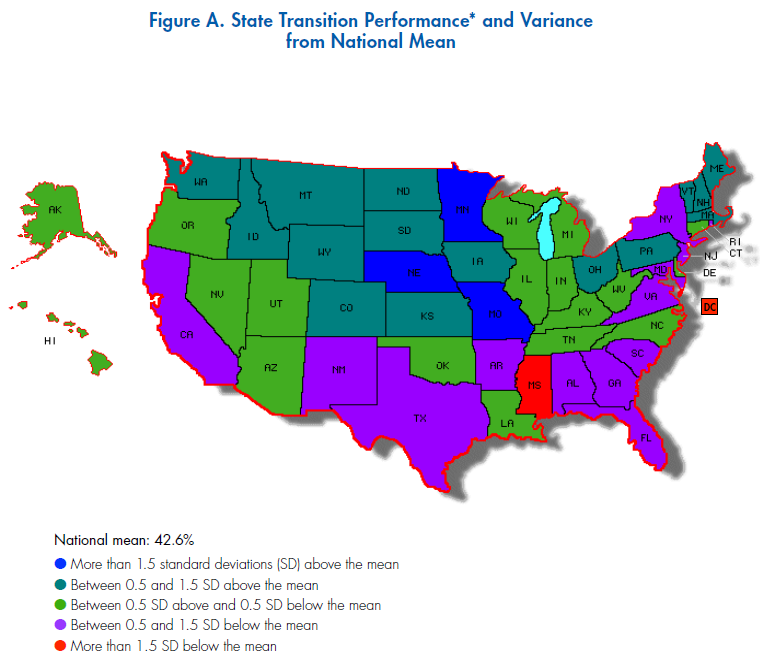 Figure A. State Transition Performance* and Variance
from National Mean
ME
WA
VT
NH
MT
ND
MN
AK
OR
MA
NY
WI
SD
ID
MI
RI
WY
CT
PA
IA
NJ
NE
OH
MD
DE
IL
IN
NV
WV
UT
VA
CO
DC
KS
MO
KY
NC
CA
TN
HI
SC
OK
AZ
AR
NM
MS
AL
GA
TX
LA
FL
National mean: 42.6%
More than 1.5 standard deviations (SD) above the mean
Between 0.5 and 1.5 SD above the mean
Between 0.5 SD above and 0.5 SD below the mean
Between 0.5 and 1.5 SD below the mean
More than 1.5 SD below the mean